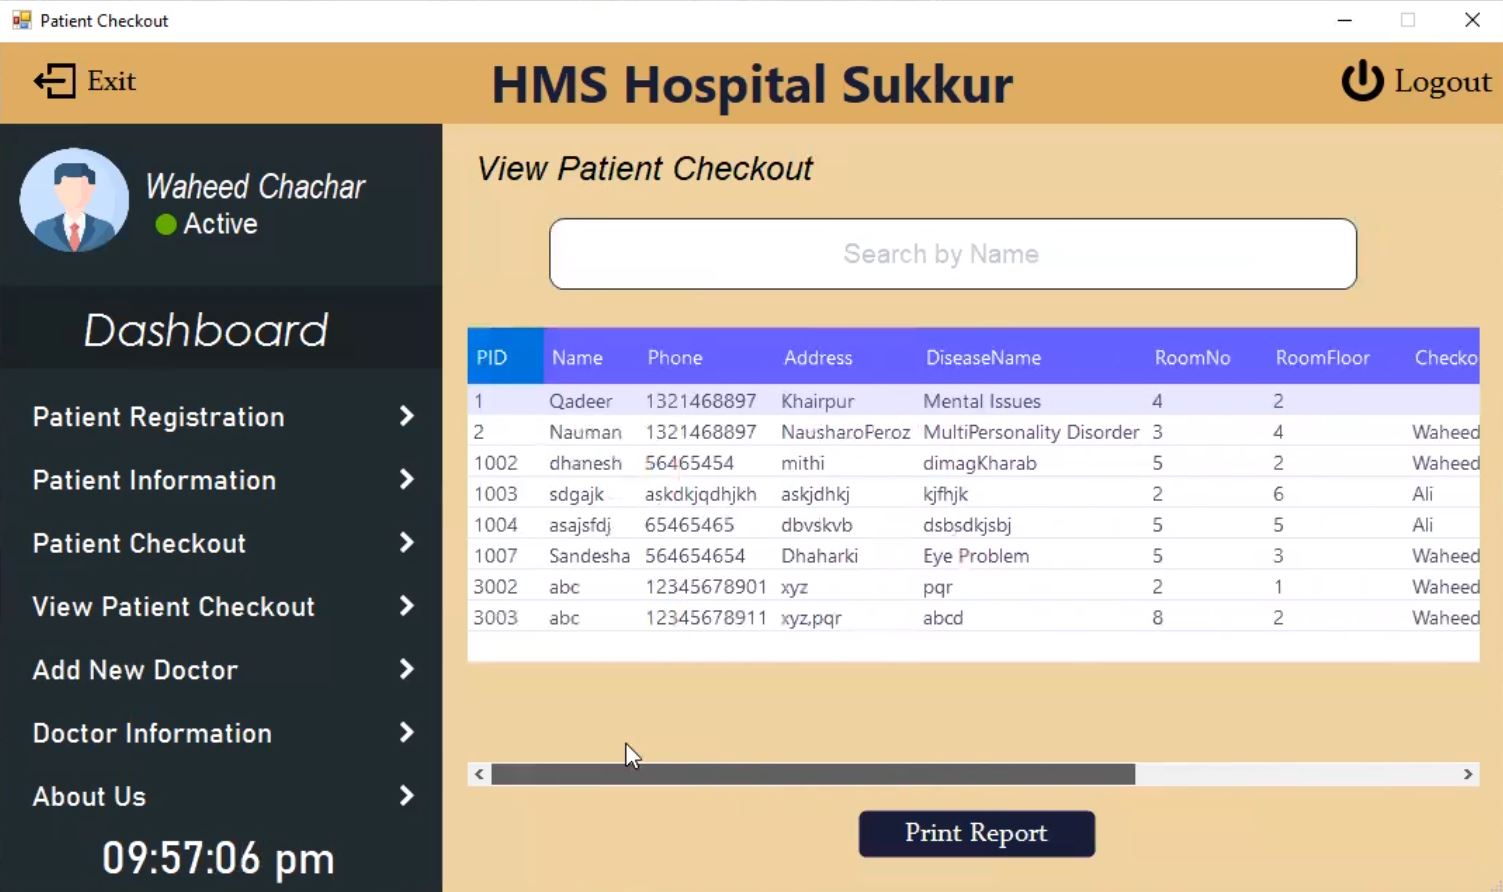 Patient Checkout
Exit
HMS Hospital Sukkur
Logout
Waheed Chachar
Active
Dashboard
Patient Registration
Patient Information
Patient Checkout
View Patient Checkout
Add New Doctor
Doctor Information
About Us
09:57:06 pm
View Patient Checkout
Search by Name
PID Name Phone Address DiseaseName RoomNo RoomFloor Checko
1 Qadeer 1321468897 Khairpur Mental Issues 4 2
2 Nauman 1321468897 NausharoFeroz MultiPersonality Disorder 3 4 Waheed
1002 dhanesh 56465454 mithi dimagKharab 5 2 Waheed
1003 sdgajk askdkjqdhjkh askjdhkj kjfhjk 2 6 Ali
1004 asajsfdj 65465465 dbvskvb dsbsdkjsbj 5 5 Ali
1007 Sandesha 564654654 Dhaharki Eye Problem 5 3 Waheed
3002 abc 12345678901 xyz pqr 2 1 Waheed
3003 abc 12345678911 xyz,pqr abcd 8 2 Waheed
Print Report